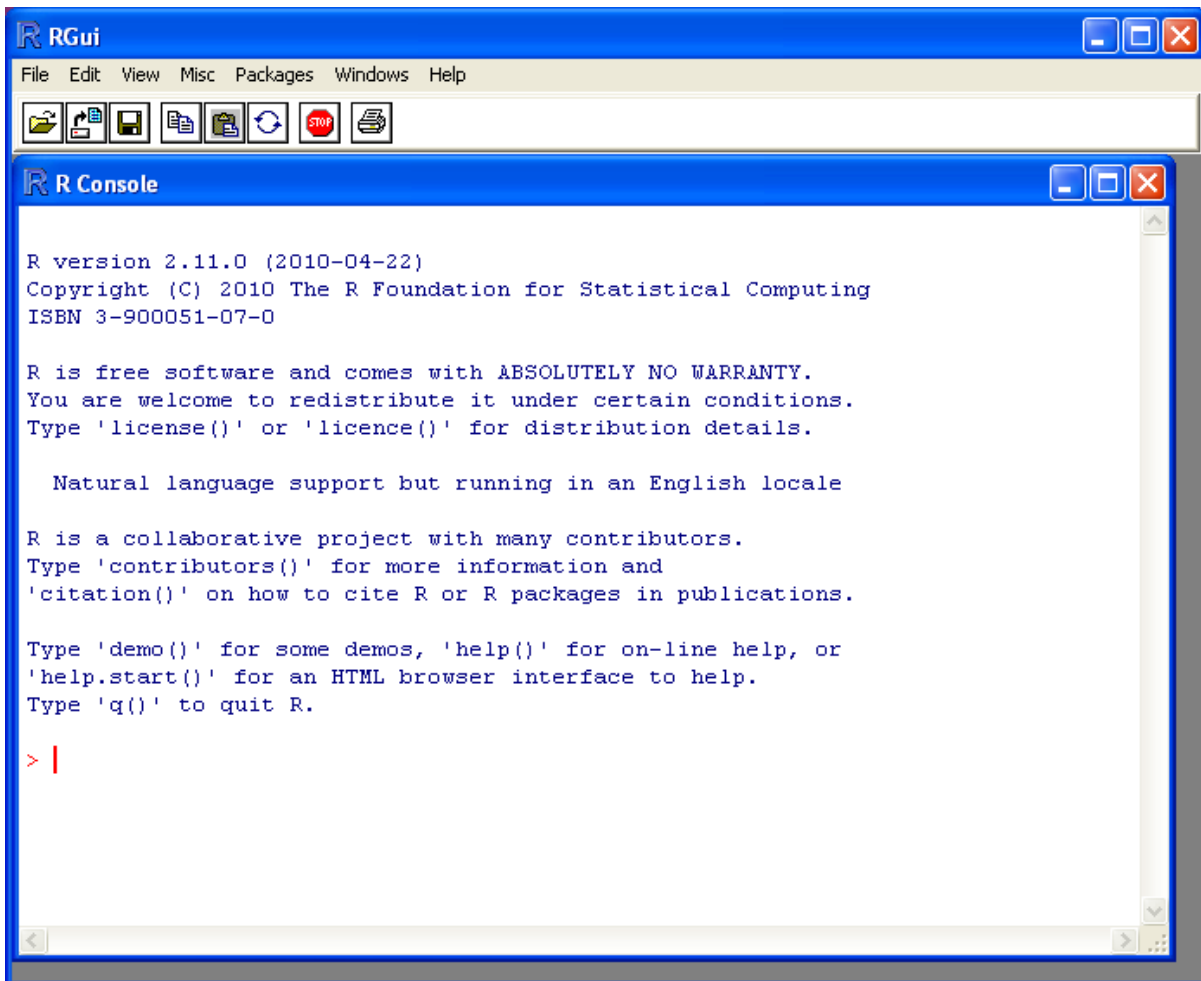 RGui
File Edit View Misc Packages Windows Help
STOP
R Console
R version 2.11.0 (2010-04-22)
Copyright (C) 2010 The R Foundation for Statistical Computing
ISBN 3-900051-07-0
R is free software and comes with ABSOLUTELY NO WARRANTY.
You are welcome to redistribute it under certain conditions.
Type 'license()' or 'licence()' for distribution details.
Natural language support but running in an English locale
R is a collaborative project with many contributors.
Type 'contributors()' for more information and
'citation()' on how to cite R or R packages in publications.
Type 'demo()' for some demos, 'help()' for on-line help, or
'help.start()' for an HTML browser interface to help.
Type 'q()' to quit R.
>